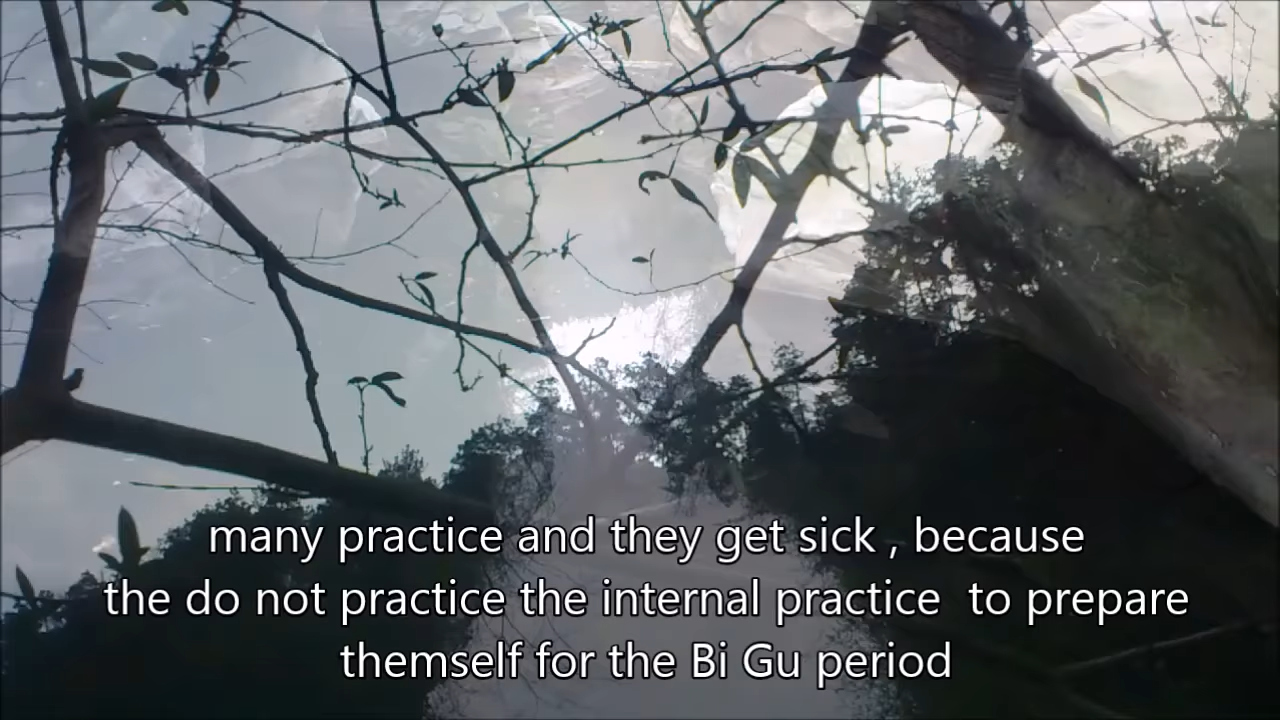 many practice and they get sick , because
the do not practice the internal practice  to prepare
themself for the Bi Gu period